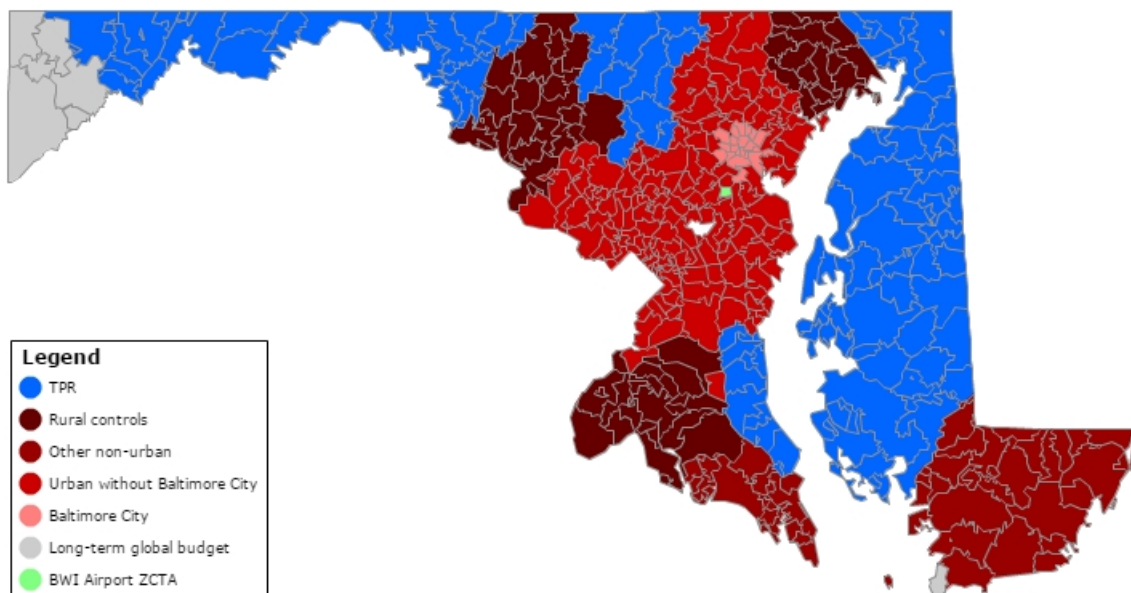 Legend
TPR
Rural controls
Other non-urban
Urban without Baltimore City
Baltimore City
Long-term global budget
BWI Airport ZCTA